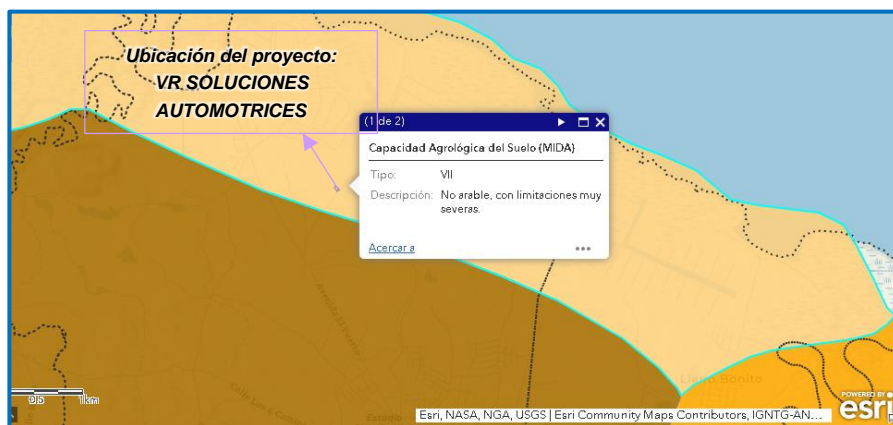 Ubicación del proyecto:
VR SOLUCIONES
AUTOMOTRICES
(1 de 2)
Capacidad Agrológica del Suelo {MIDA}
Tipo: VII
Descripción: No arable, con limitaciones muy
severas.
Acercar a
Llano Bonito
0.5 1km
Estadio
Esri, NASA, NGA, USGS | Esri Community Maps Contributors, IGNTG-AN...
POWERED BY
esri